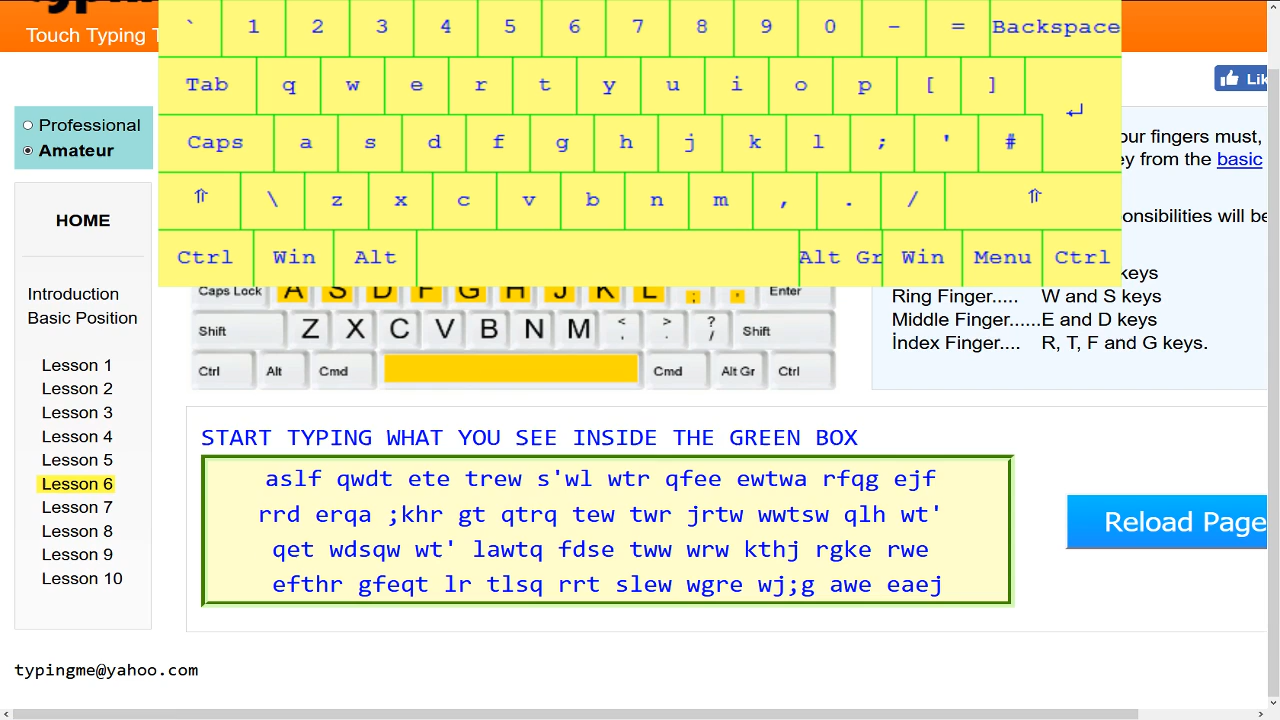 Touch Typing
` 1 2 3 4 5 6 7 8 9 0 - = Backspace
Tab q w e r t y u i o p [ ] ↵
Caps a s d f g h j k l ; ' #
⇧ \ z x c v b n m , . / ⇧
Ctrl Win Alt Alt Gr Win Menu Ctrl
Professional
Amateur
HOME
Introduction
Basic Position
Lesson 1
Lesson 2
Lesson 3
Lesson 4
Lesson 5
Lesson 6
Lesson 7
Lesson 8
Lesson 9
Lesson 10
Caps Lock A S D F G H J K L ; ' Enter
Shift Z X C V B N M < , > . ? / Shift
Ctrl Alt Cmd Cmd Alt Gr Ctrl
fingers must,
from the basic
will be
keys
Ring Finger..... W and S keys
Middle Finger......E and D keys
İndex Finger.... R, T, F and G keys.
START TYPING WHAT YOU SEE INSIDE THE GREEN BOX
aslf qwdt ete trew s'wl wtr qfee ewtwa rfqg ejf
rrd erqa ;khr gt qtrq tew twr jrtw wwtsw qlh wt'
qet wdsqw wt' lawtq fdse tww wrw kthj rgke rwe
efthr gfeqt lr tlsq rrt slew wgre wj;g awe eaej
Reload Page
typingme@yahoo.com